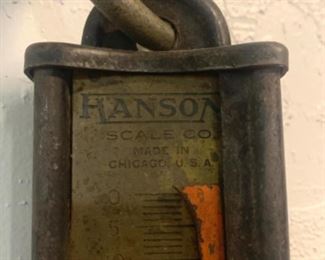 HANSON
SCALE CO.
MADE IN
CHICAGO, U.S.A.
0
5